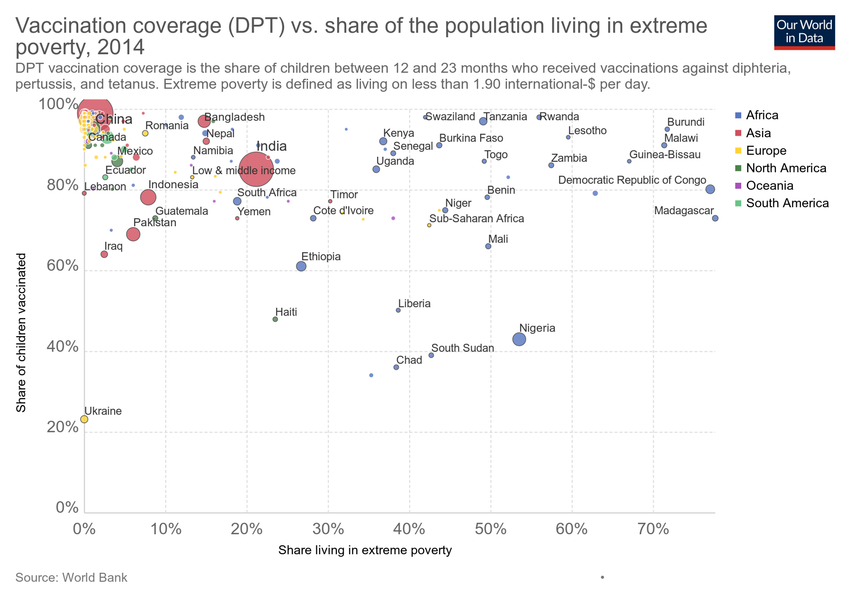 Vaccination coverage (DPT) vs. share of the population living in extreme
poverty, 2014
Our World
in Data
DPT vaccination coverage is the share of children between 12 and 23 months who received vaccinations against diphteria,
pertussis, and tetanus. Extreme poverty is defined as living on less than 1.90 international-$ per day.
100%
China
Romania
Bangladesh
Swaziland
Tanzania
Rwanda
Burundi
Africa
Canada
Nepal
Kenya
Burkina Faso
Lesotho
Malawi
Asia
Mexico
Namibia
India
Senegal
Togo
Zambia
Guinea-Bissau
Europe
Ecuador
Low & middle income
Uganda
Democratic Republic of Congo
North America
80%
Lebanon
Indonesia
South Africa
Timor
Benin
Oceania
Guatemala
Yemen
Cote d'Ivoire
Niger
Madagascar
South America
Pakistan
Sub-Saharan Africa
Iraq
Mali
60%
Ethiopia
Haiti
Liberia
Nigeria
40%
Chad
South Sudan
Ukraine
20%
0%
0%
10%
20%
30%
40%
50%
60%
70%
Share of children vaccinated
Share living in extreme poverty
Source: World Bank